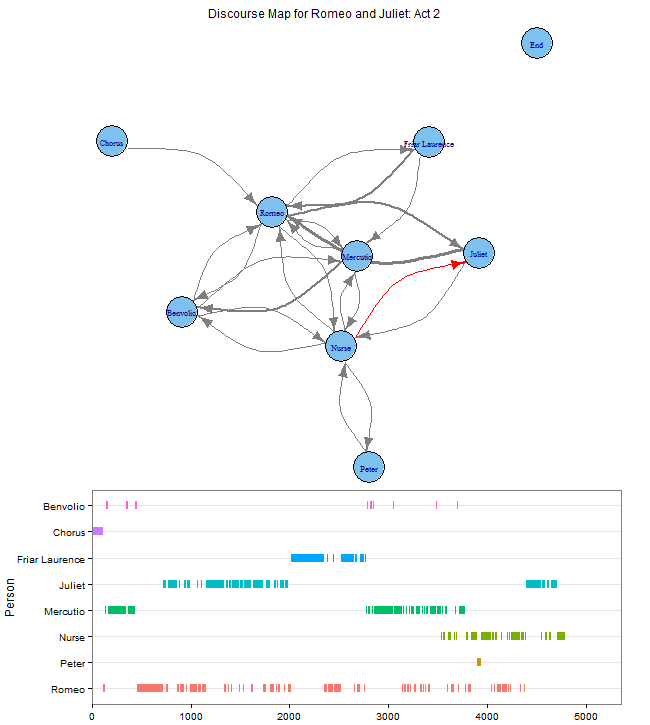 Discourse Map for Romeo and Juliet: Act 2
End
Chorus
Friar Laurence
Romeo
Mercutio
Juliet
Benvolio
Nurse
Peter
Person
Benvolio
Chorus
Friar Laurence
Juliet
Mercutio
Nurse
Peter
Romeo
0 1000 2000 3000 4000 5000